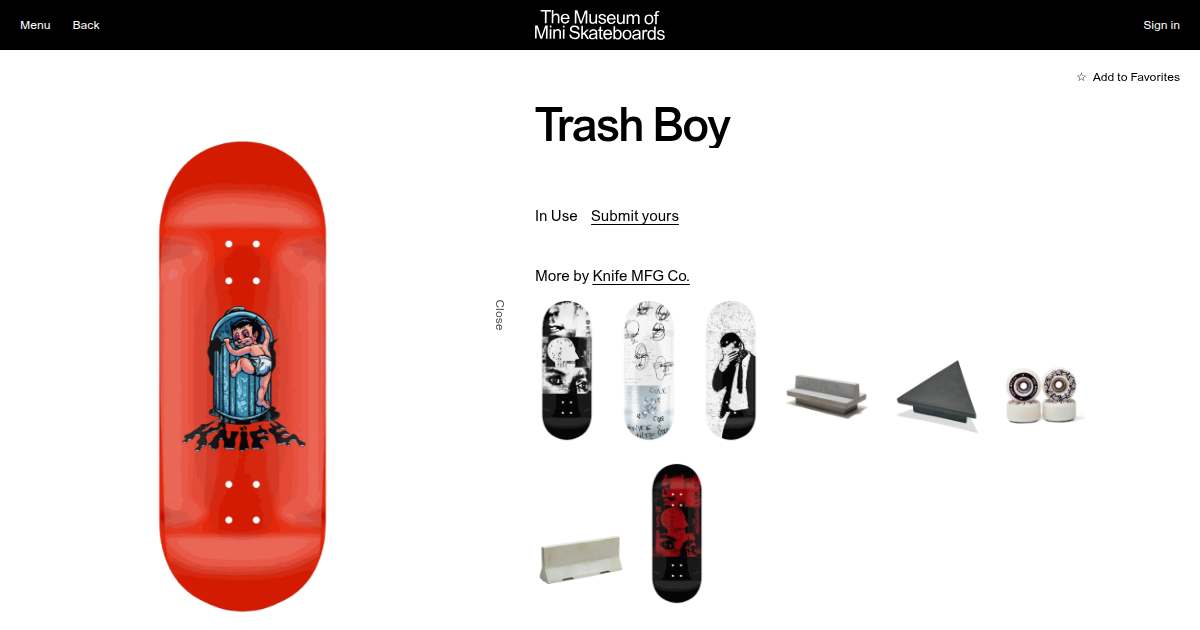 Menu
Back
The Museum of
Mini Skateboards
Sign in
☆ Add to Favorites
Trash Boy
In Use Submit yours
More by Knife MFG Co.
Close
KNIFE